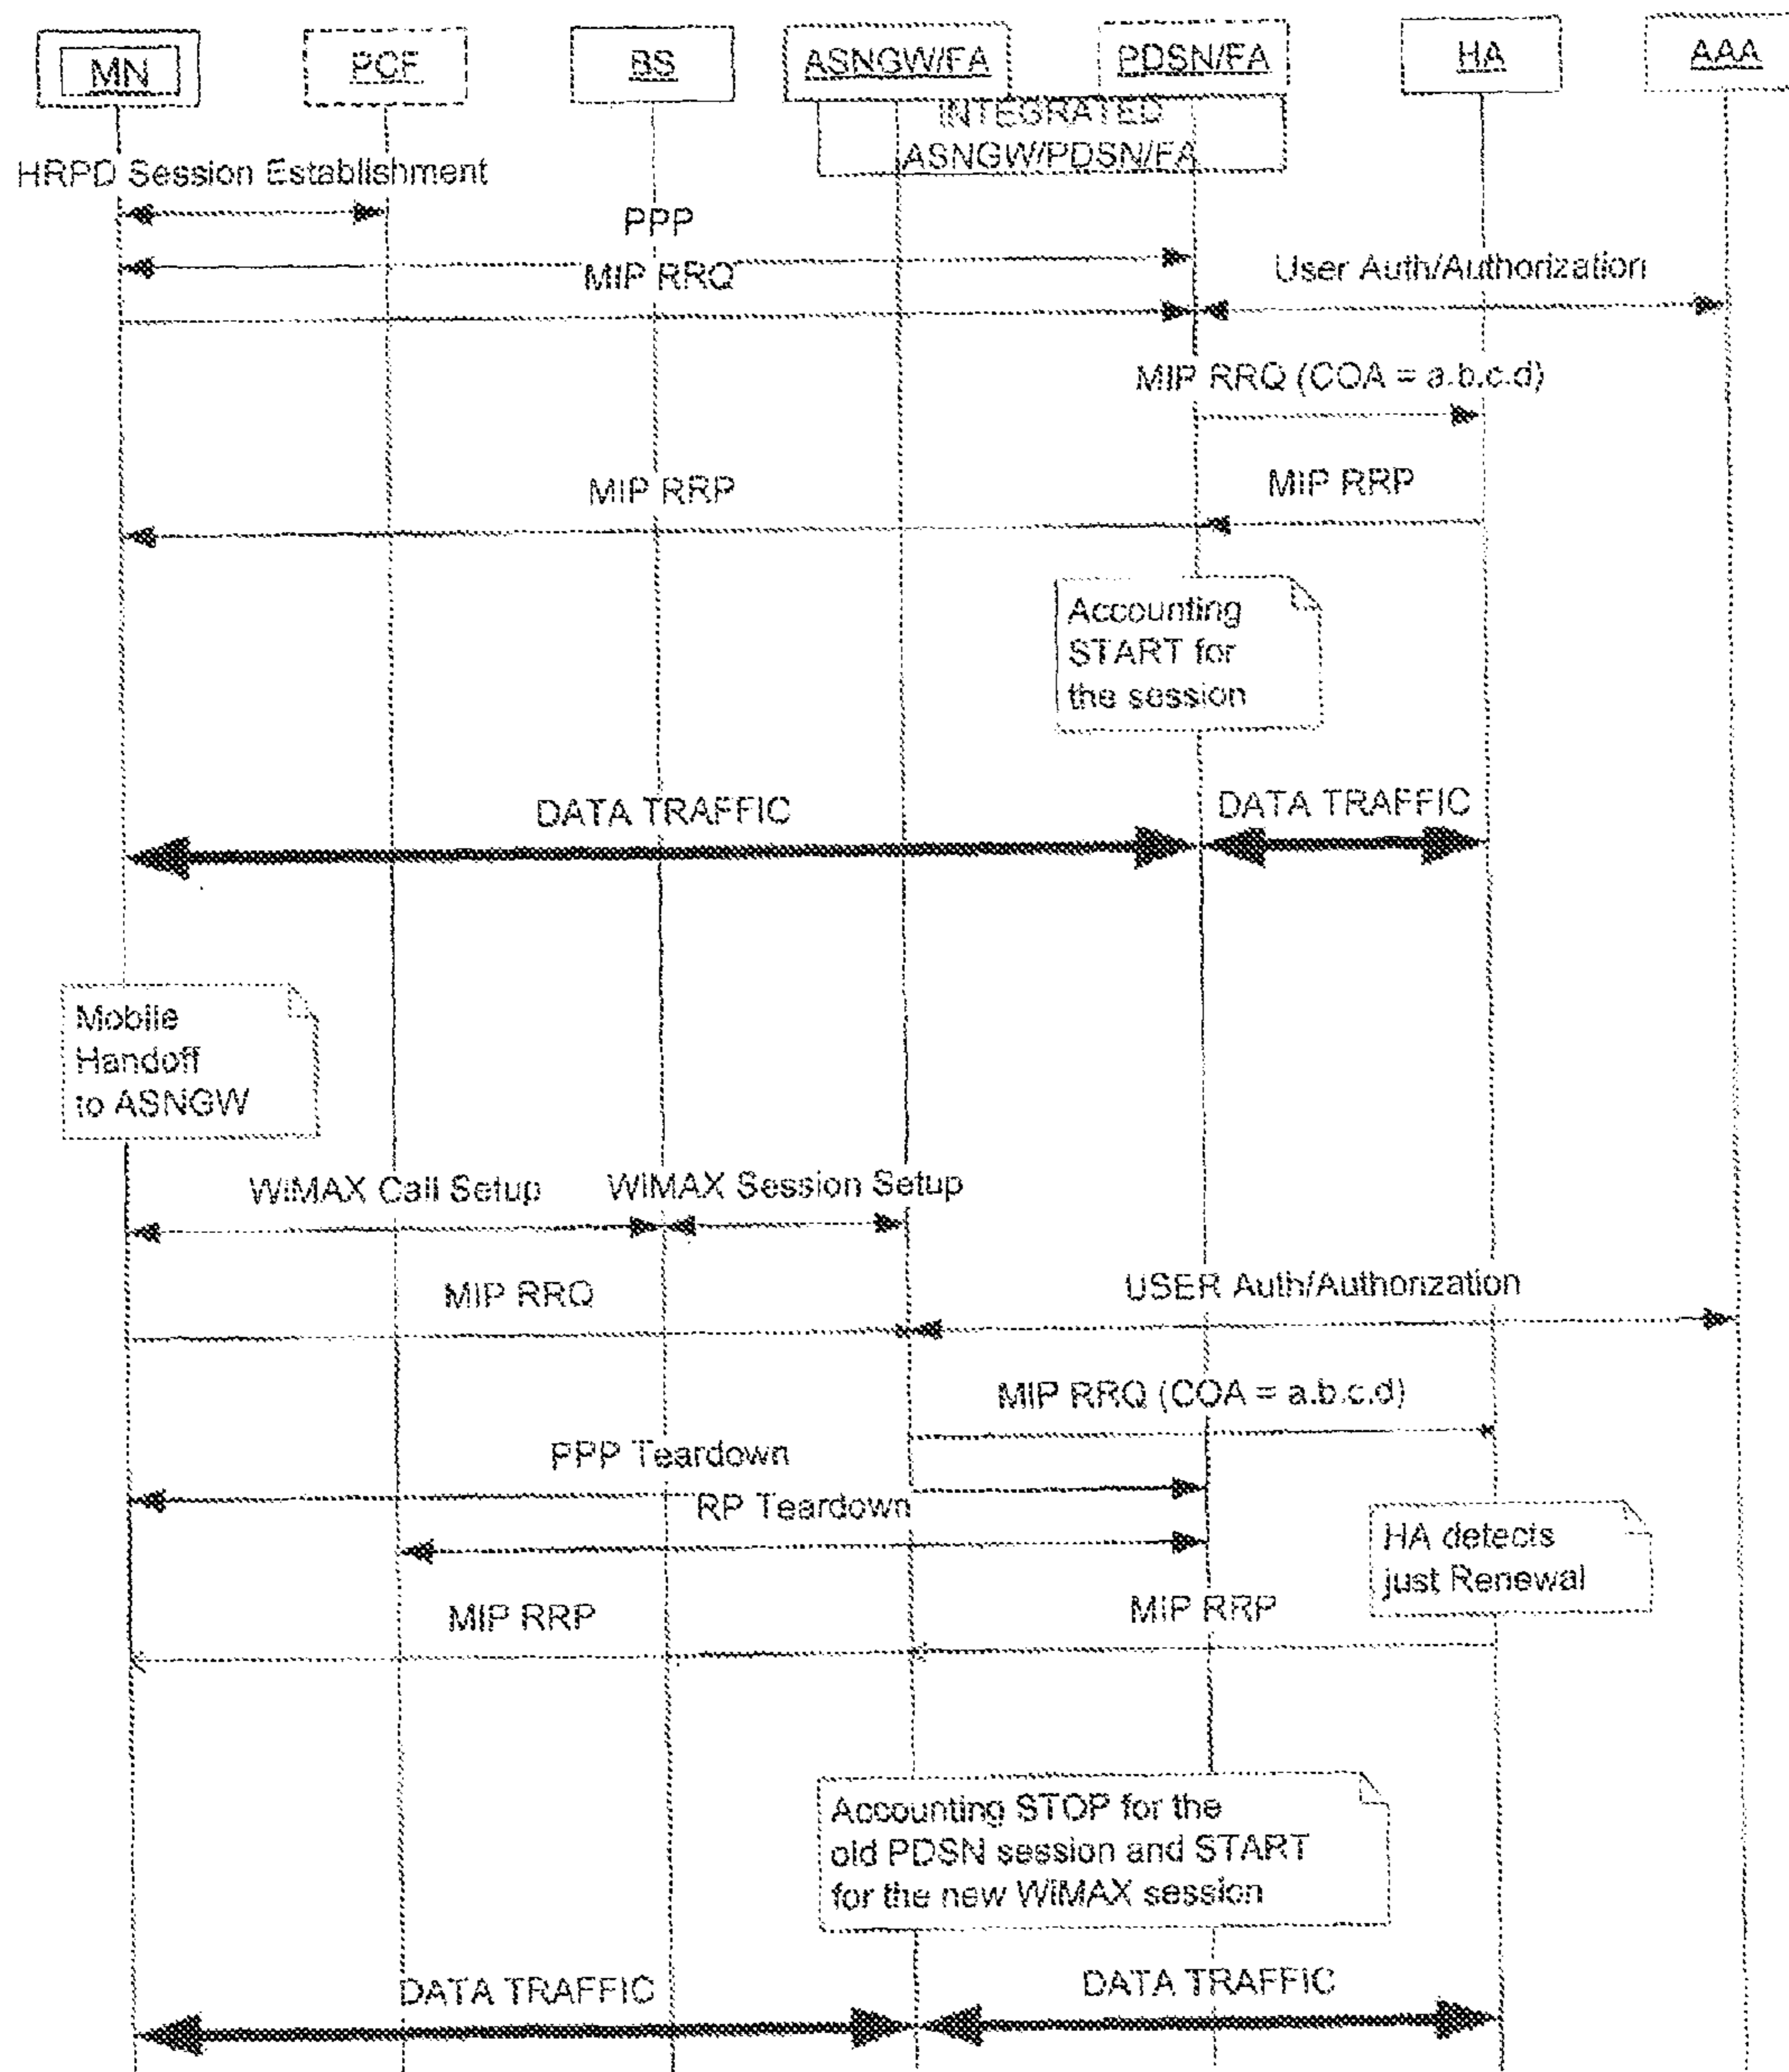 MN
PCF
BS
ASNGW/FA
PDSN/FA
HA
AAA
INTEGRATED
ASNGW/PDSN/FA
HRPD Session Establishment
PPP
MIP RRQ
User Auth/Authorization
MIP RRQ (COA = a.b.c.d)
MIP RRP
MIP RRP
Accounting
START for
the session
DATA TRAFFIC
DATA TRAFFIC
Mobile
Handoff
to ASNGW
WiMAX Call Setup
WiMAX Session Setup
MIP RRQ
USER Auth/Authorization
MIP RRQ (COA = a.b.c.d)
PPP Teardown
RP Teardown
HA detects
just Renewal
MIP RRP
MIP RRP
Accounting STOP for the
old PDSN session and START
for the new WiMAX session
DATA TRAFFIC
DATA TRAFFIC